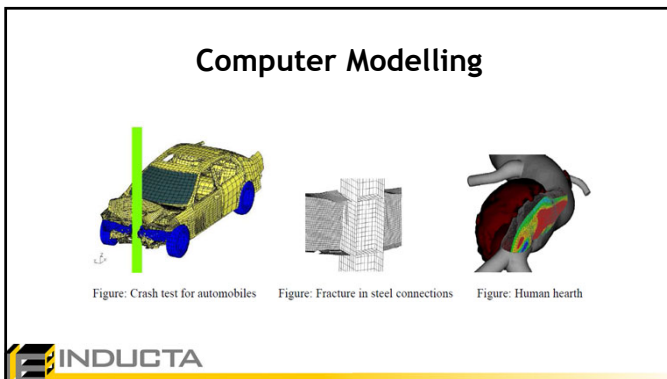 Computer Modelling
Figure: Crash test for automobiles
Figure: Fracture in steel connections
Figure: Human hearth
INDUCTA